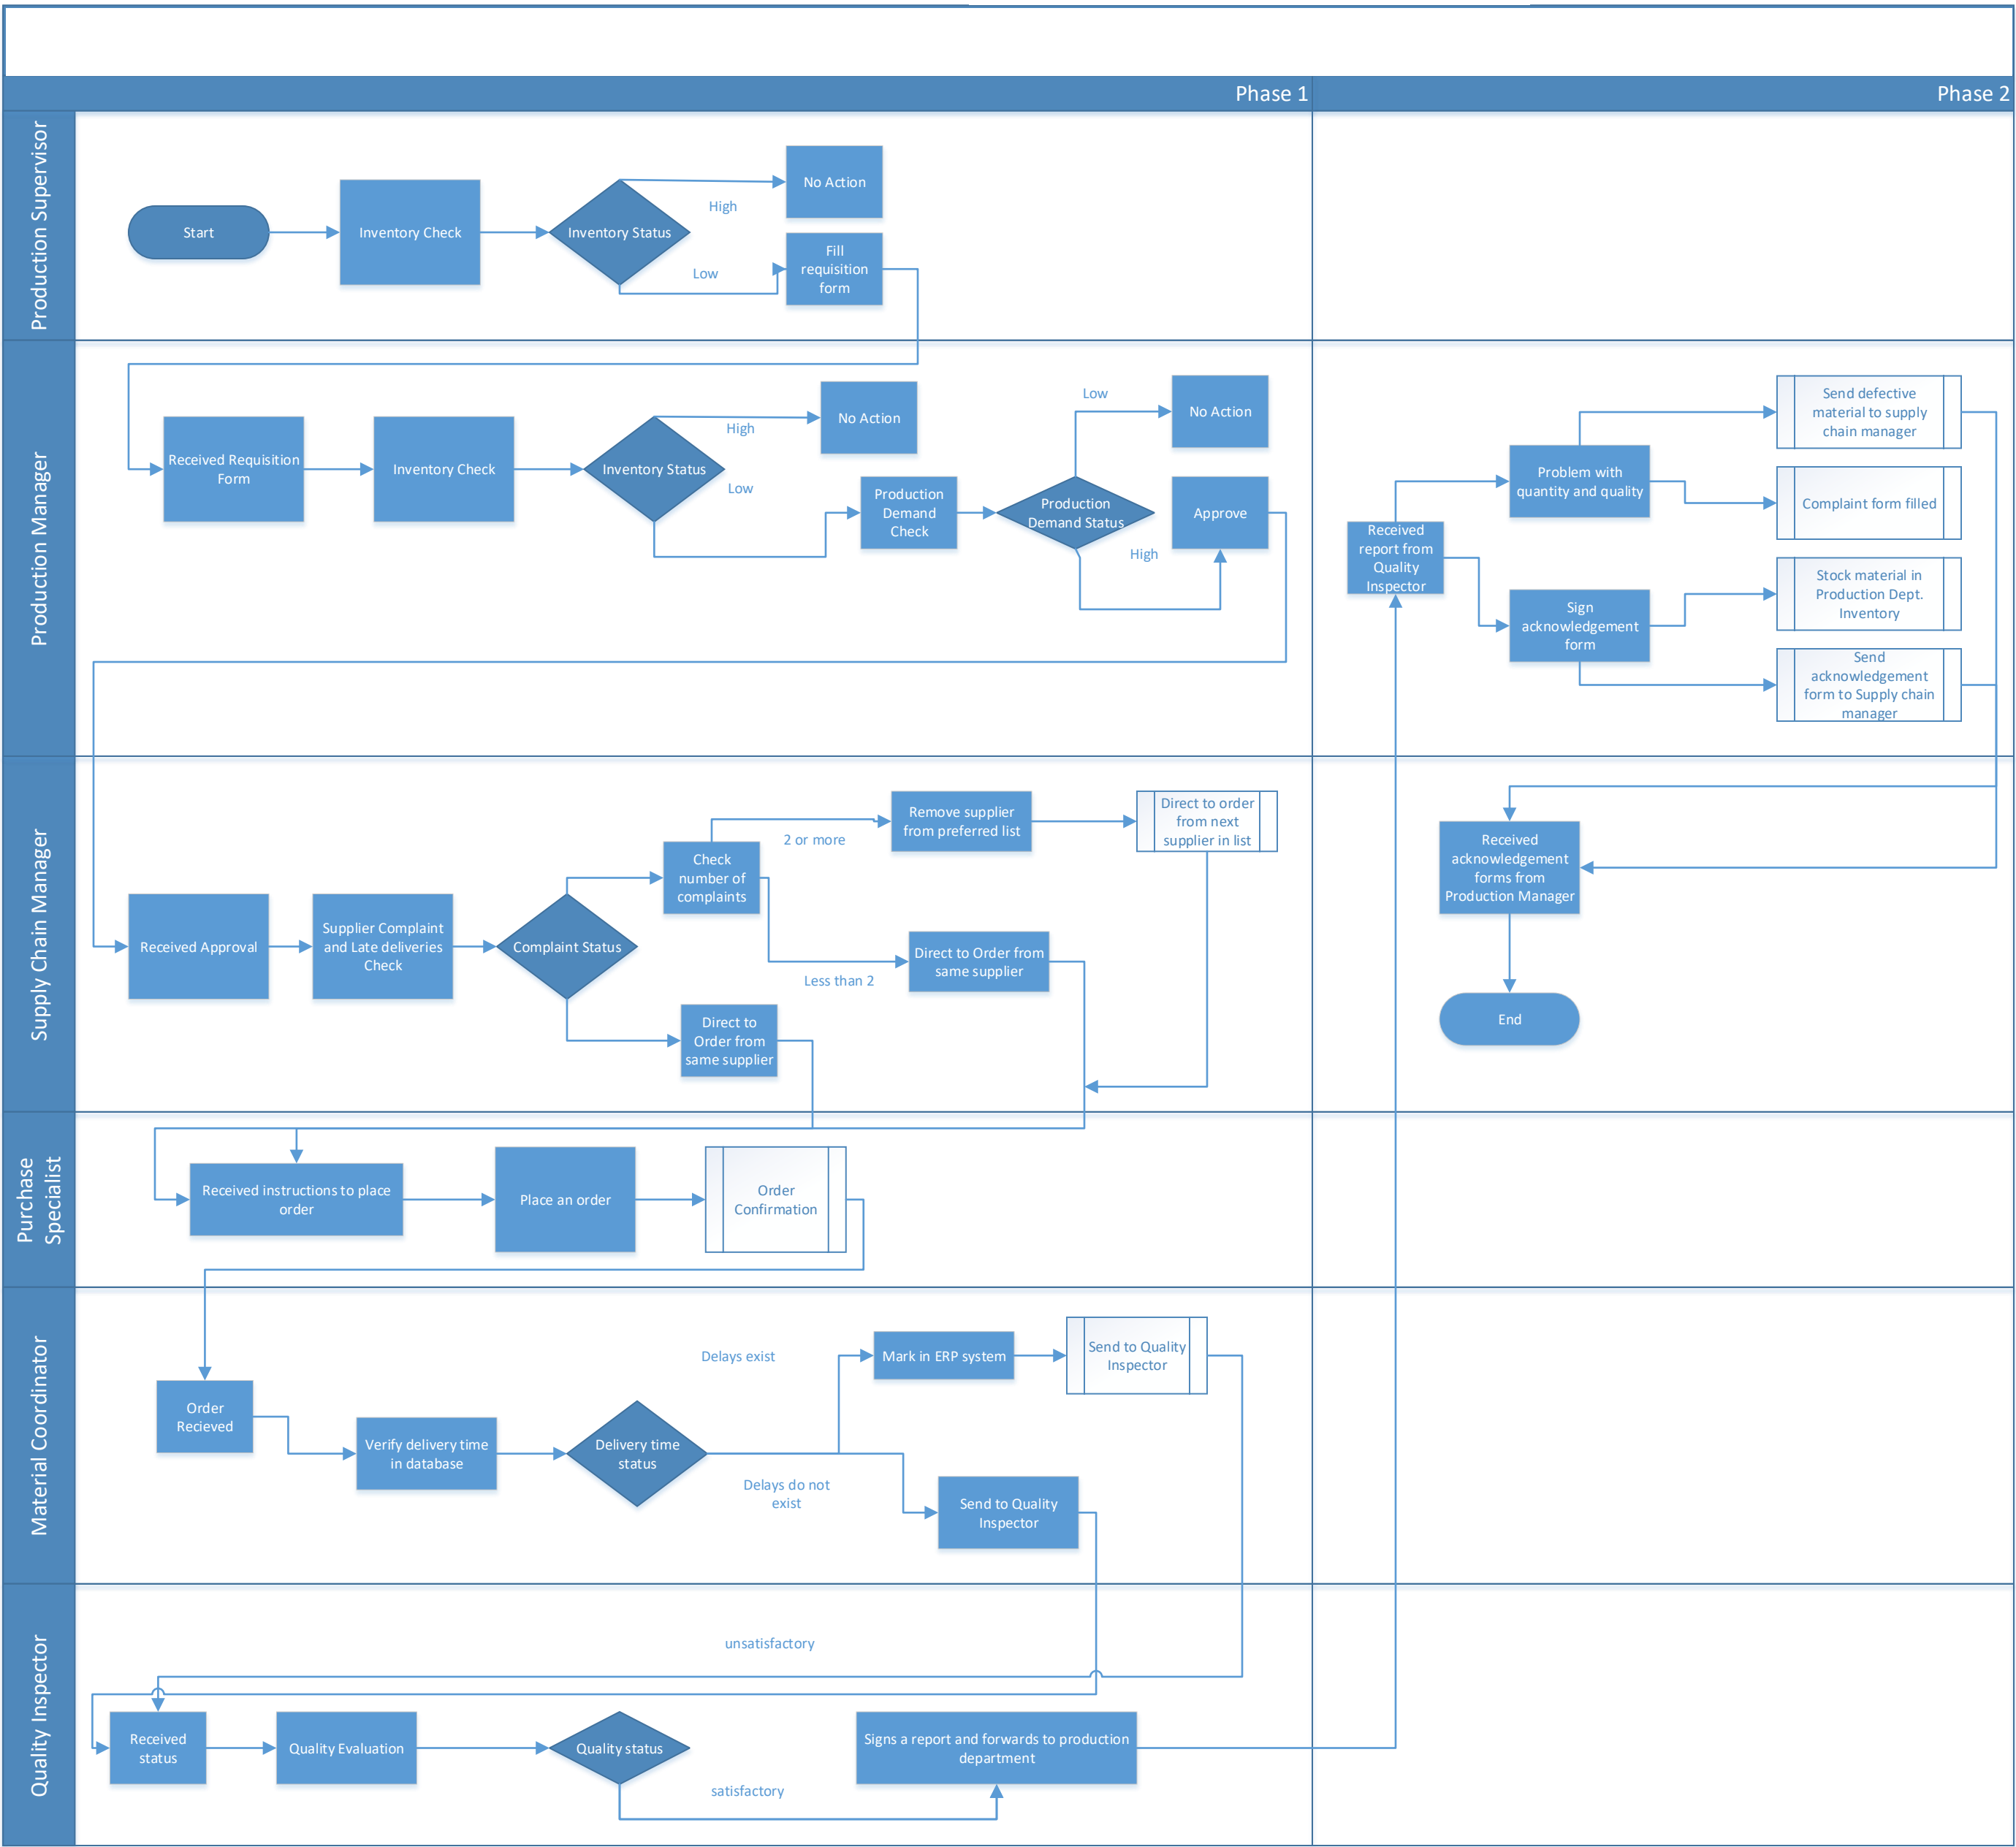 Phase 1
Phase 2
Production Supervisor
Start
Inventory Check
Inventory Status
High
Low
No Action
Fill
requisition
form
Production Manager
Received Requisition
Form
Inventory Check
Inventory Status
High
Low
No Action
Production
Demand
Check
Production
Demand Status
Low
High
No Action
Approve
Received
report from
Quality
Inspector
Problem with
quantity and quality
Sign
acknowledgement
form
Send defective
material to supply
chain manager
Complaint form filled
Stock material in
Production Dept.
Inventory
Send
acknowledgement
form to Supply chain
manager
Supply Chain Manager
Received Approval
Supplier Complaint
and Late deliveries
Check
Complaint Status
Check
number of
complaints
2 or more
Less than 2
Remove supplier
from preferred list
Direct to order
from next
supplier in list
Direct to Order from
same supplier
Direct to
Order from
same supplier
Received
acknowledgement
forms from
Production Manager
End
Purchase
Specialist
Received instructions to place
order
Place an order
Order
Confirmation
Material Coordinator
Order
Recieved
Verify delivery time
in database
Delivery time
status
Delays exist
Delays do not
exist
Mark in ERP system
Send to Quality
Inspector
Send to Quality
Inspector
Quality Inspector
unsatisfactory
Received
status
Quality Evaluation
Quality status
satisfactory
Signs a report and forwards to production
department